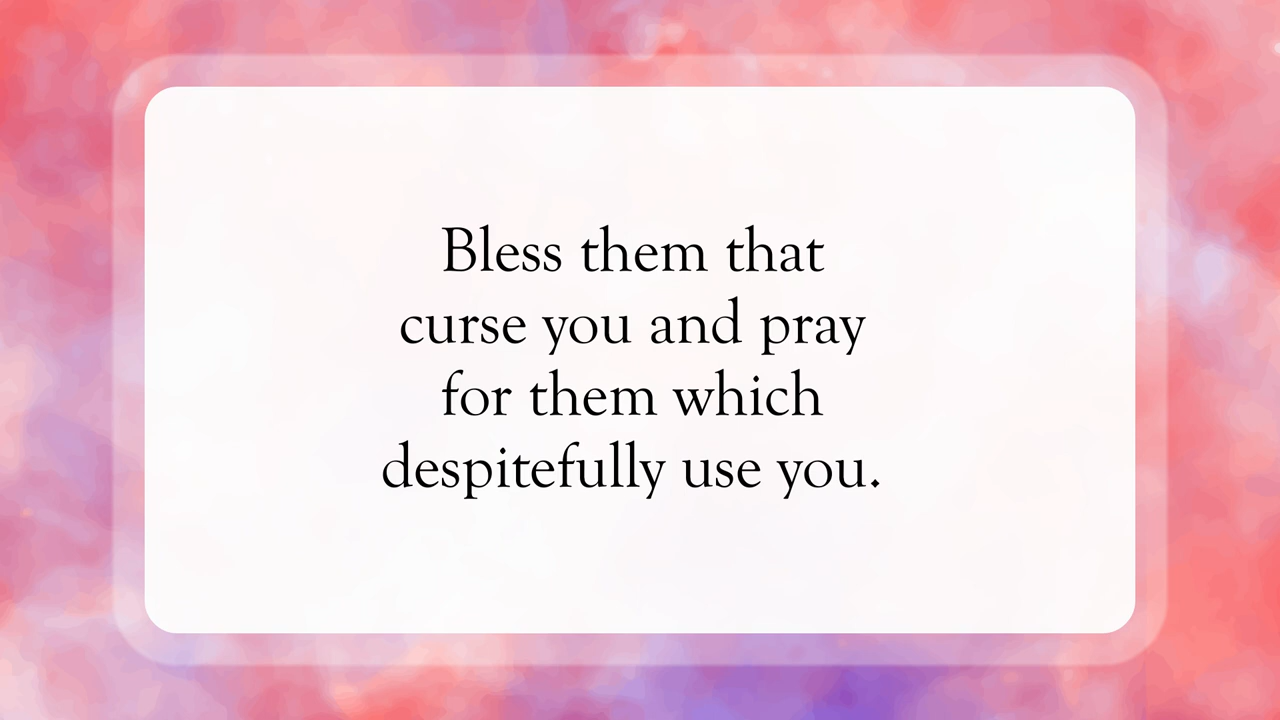 Bless them that
curse you and pray
for them which
despitefully use you.